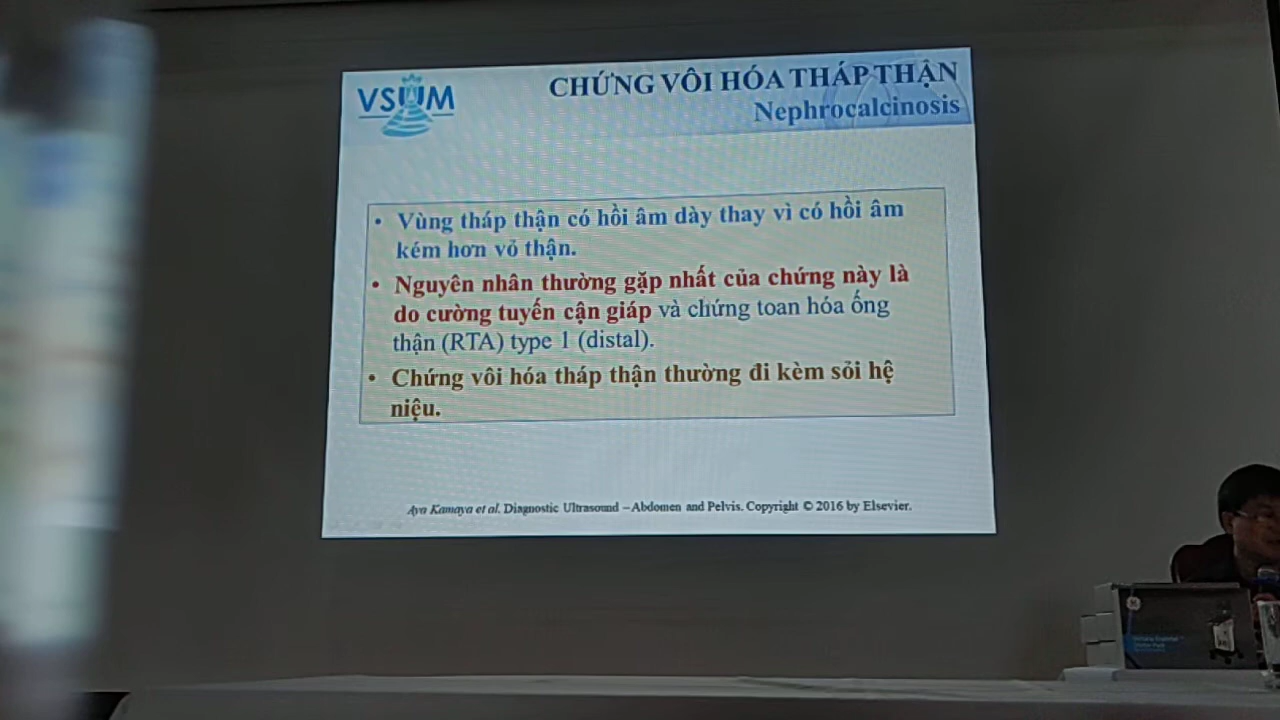 VSUM
CHỨNG VÔI HÓA THÁP THẬN
Nephrocalcinosis
• Vùng tháp thận có hồi âm dày thay vì có hồi âm
kém hơn vỏ thận.
• Nguyên nhân thường gặp nhất của chứng này là
do cường tuyến cận giáp và chứng toan hóa ống
thận (RTA) type 1 (distal).
• Chứng vôi hóa tháp thận thường đi kèm sỏi hệ
niệu.
Aya Kamaya et al. Diagnostic Ultrasound – Abdomen and Pelvis. Copyright © 2016 by Elsevier.